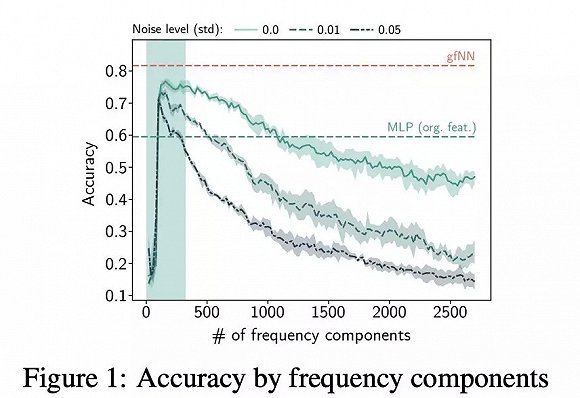 Noise level (std): 0.0 0.01 0.05
gfNN
MLP (org. feat.)
Accuracy
0.8
0.7
0.6
0.5
0.4
0.3
0.2
0.1
0 500 1000 1500 2000 2500
# of frequency components
Figure 1: Accuracy by frequency components